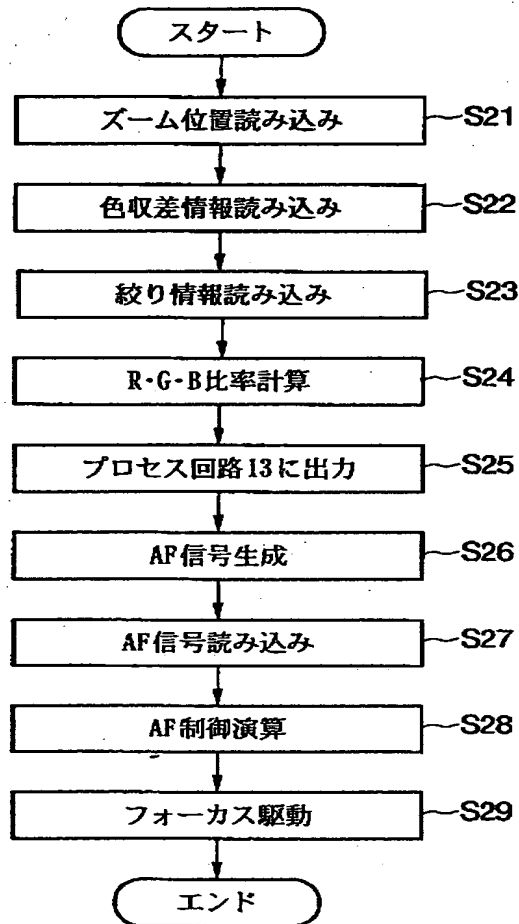 スタート
ズーム位置読み込み S21
色収差情報読み込み S22
絞り情報読み込み S23
R・G・B比率計算 S24
プロセス回路13に出力 S25
AF信号生成 S26
AF信号読み込み S27
AF制御演算 S28
フォーカス駆動 S29
エンド